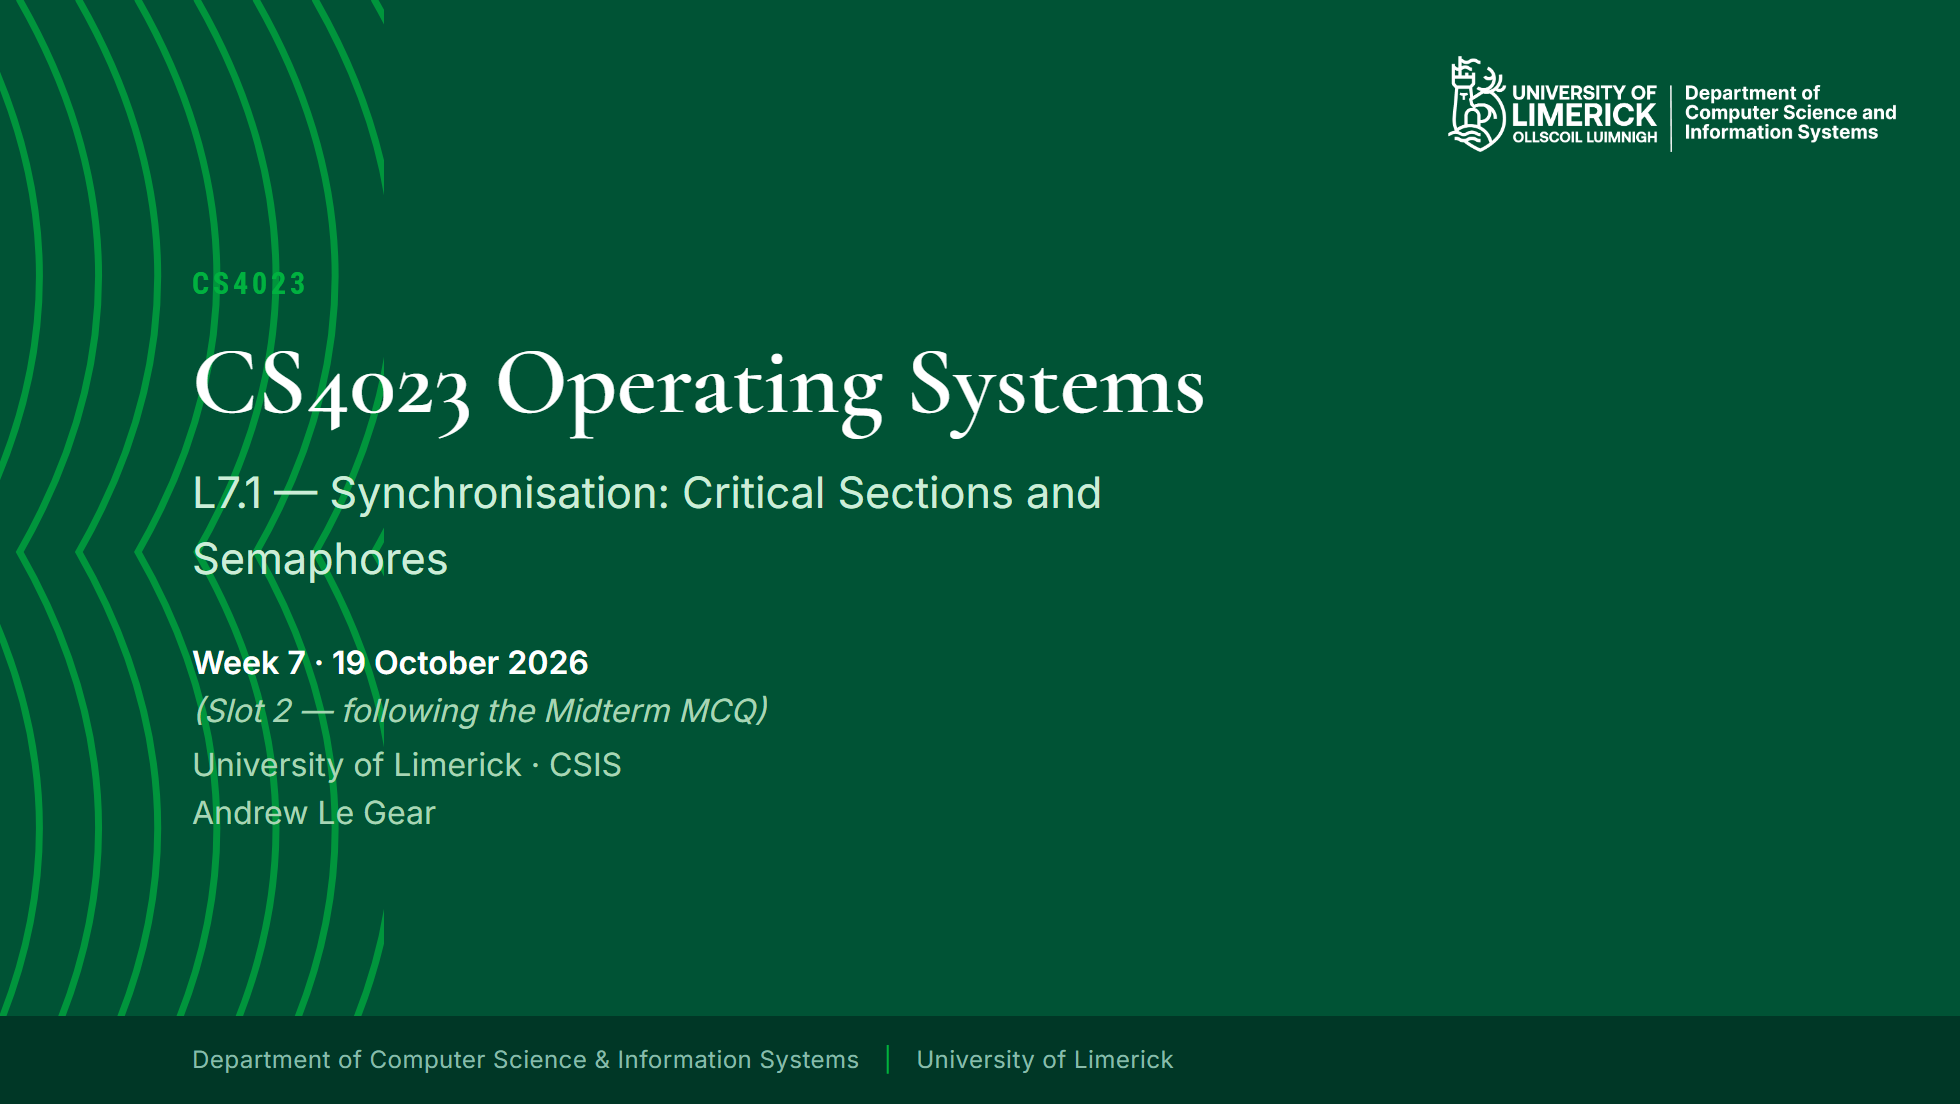 UNIVERSITY OF
LIMERICK
OLLSCOIL LUIMNIGH
Department of
Computer Science and
Information Systems
CS4023
CS4023 Operating Systems
L7.1 — Synchronisation: Critical Sections and
Semaphores
Week 7 · 19 October 2026
(Slot 2 — following the Midterm MCQ)
University of Limerick · CSIS
Andrew Le Gear
Department of Computer Science & Information Systems | University of Limerick